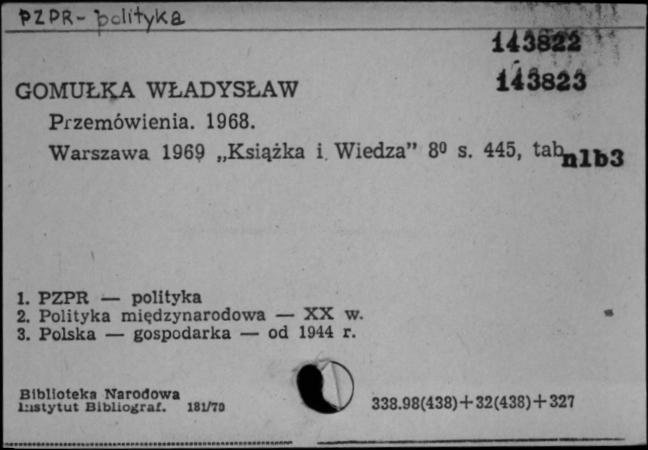 PZPR - polityka
143822
143823
GOMUŁKA WŁADYSŁAW
Przemówienia. 1968.
Warszawa 1969 „Książka i Wiedza” 8⁰ s. 445, tab nlb3
1. PZPR — polityka
2. Polityka międzynarodowa — XX w.
3. Polska — gospodarka — od 1944 r.
Biblioteka Narodowa
Instytut Bibliograf. 181/70
338.98(438)+32(438)+327